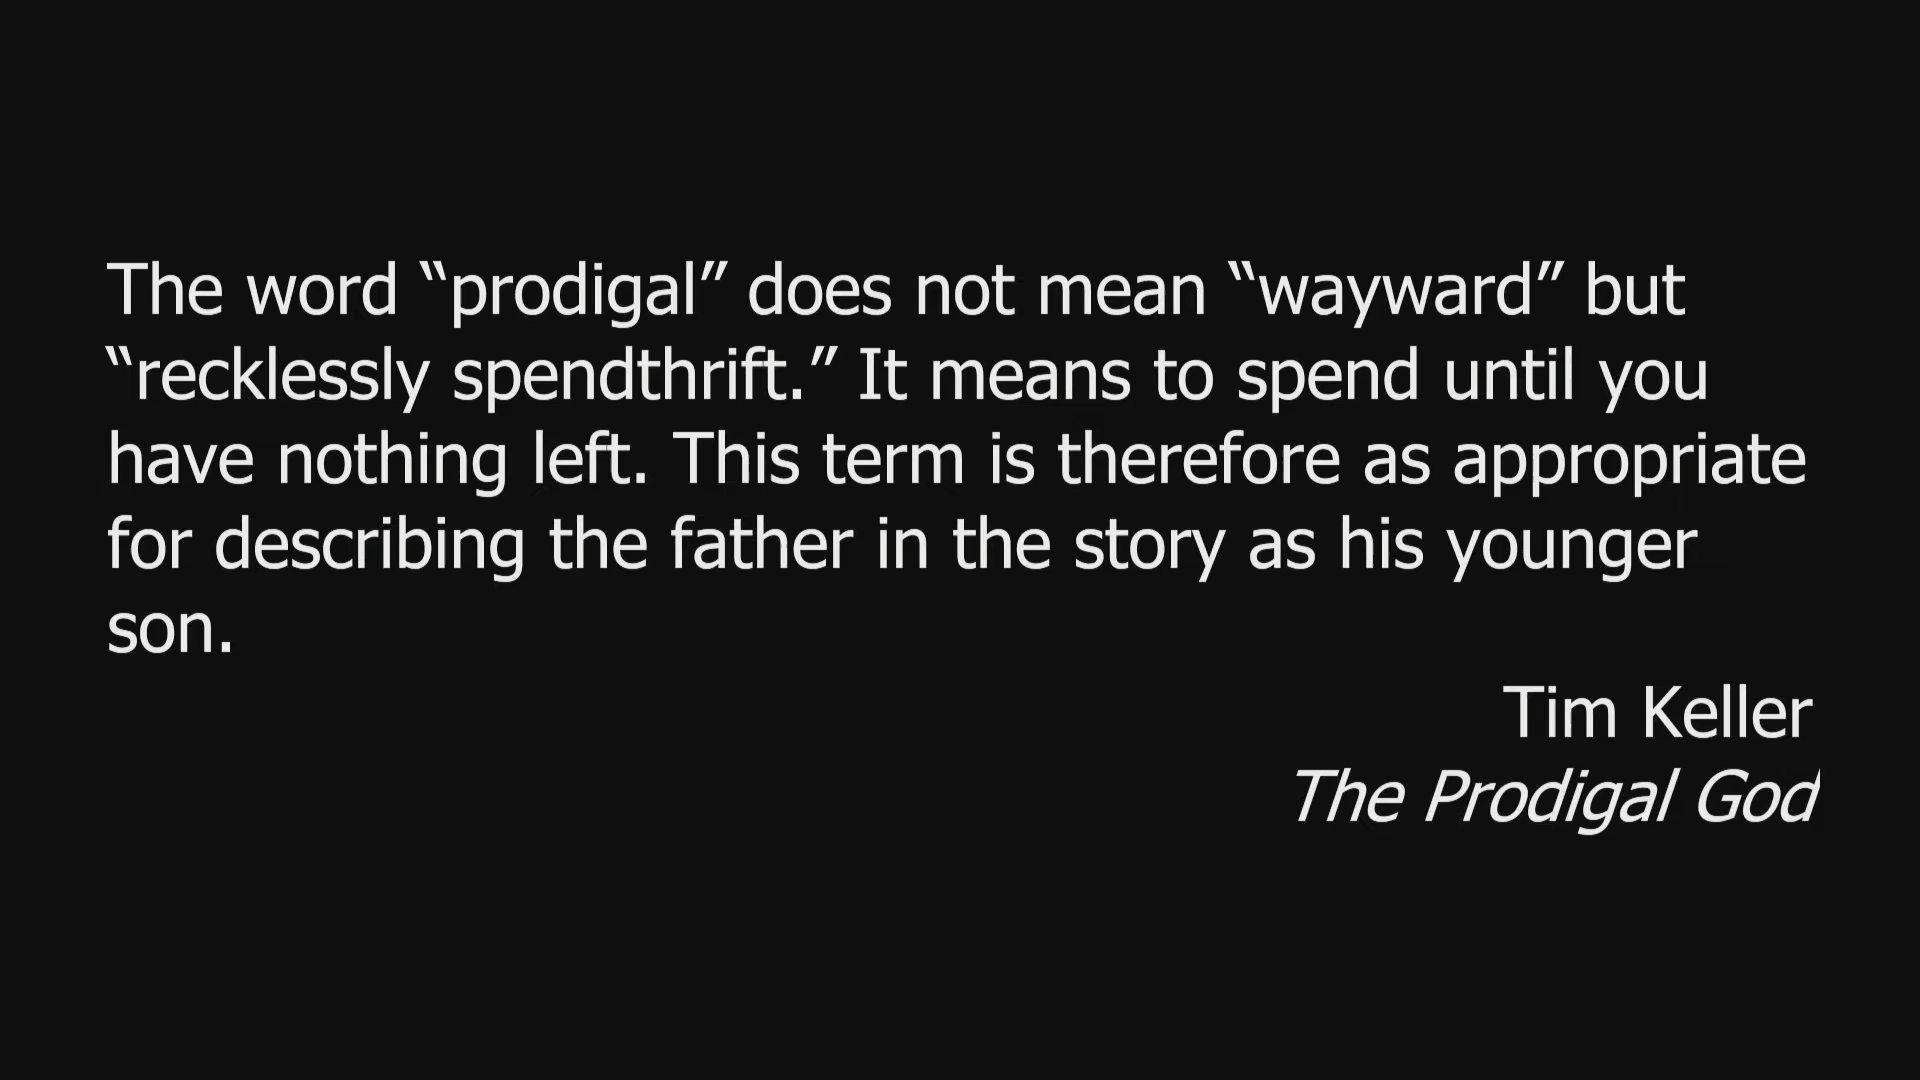 The word “prodigal” does not mean “wayward” but
“recklessly spendthrift.” It means to spend until you
have nothing left. This term is therefore as appropriate
for describing the father in the story as his younger
son.
Tim Keller
The Prodigal God